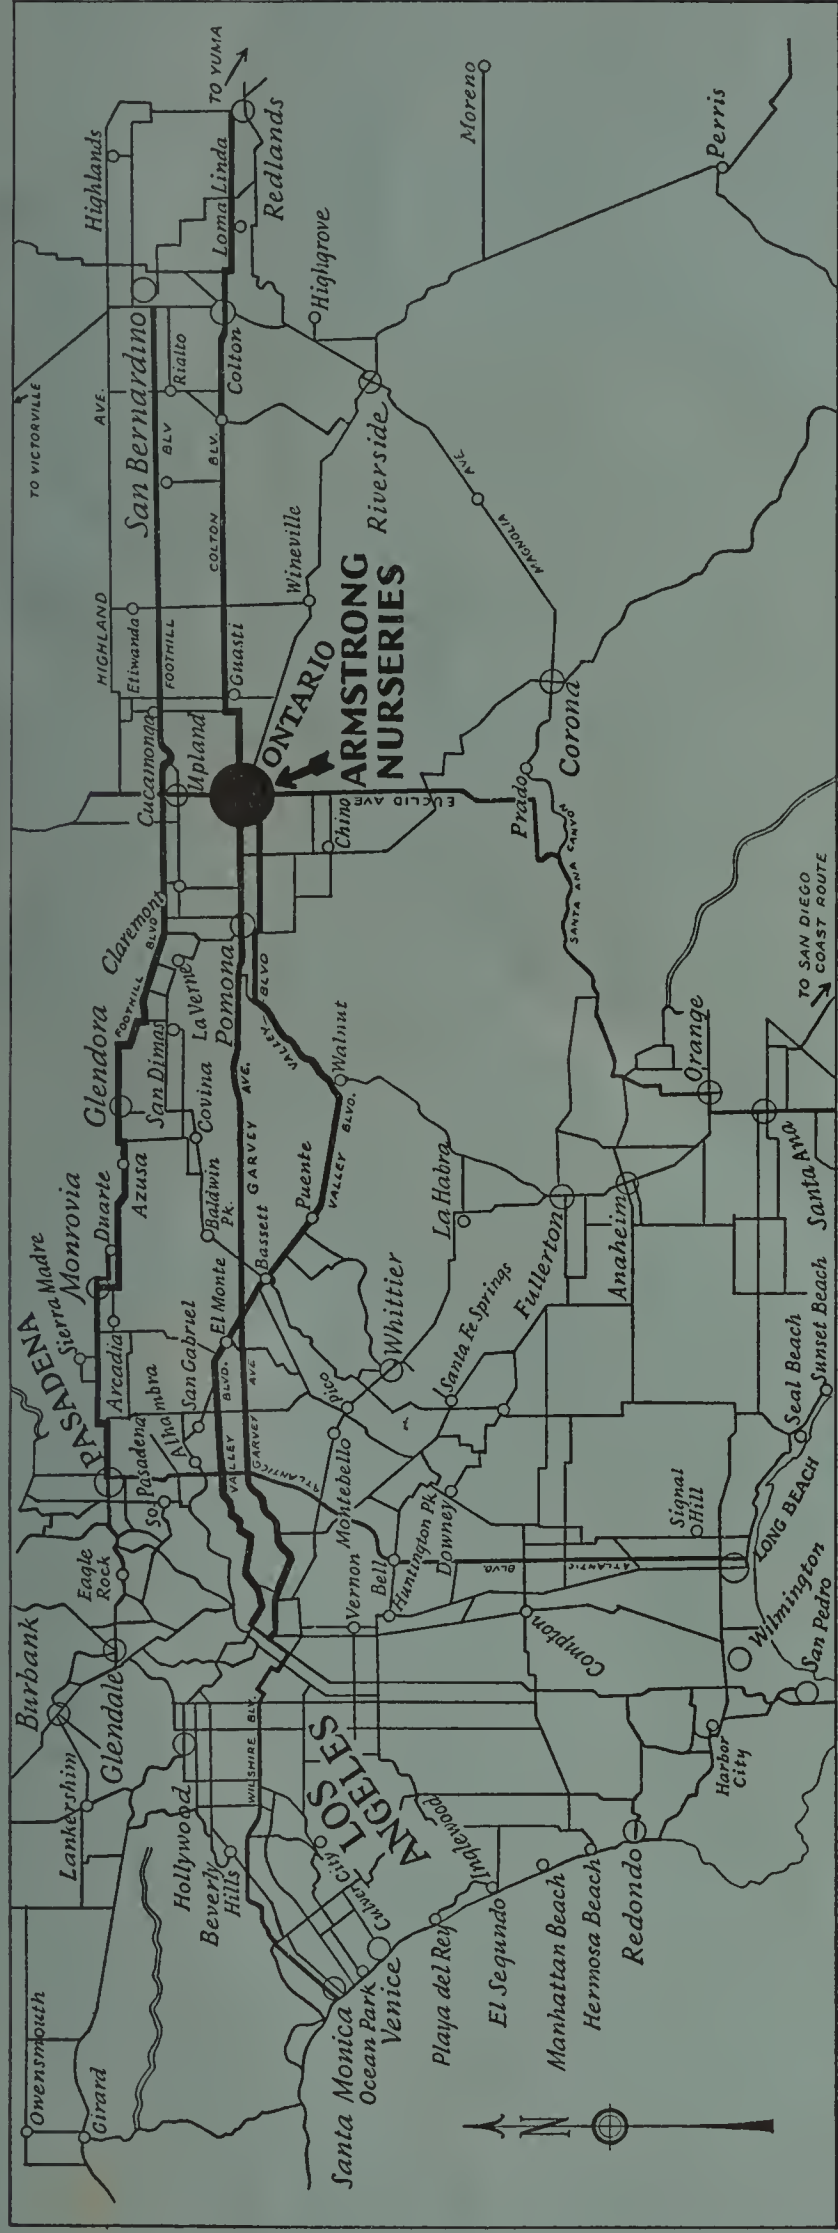 Owensmouth
Girard
Lankershim
Burbank
Glendale
Eagle
Rock
PASADENA
So. Pasadena
Alhambra
San Gabriel
Sierra Madre
Arcadia
Monrovia
Duarte
Azusa
Glendora
San Dimas
Covina
Baldwin
Pk.
La Verne
Claremont
FOOTHILL
BLVD
Pomona
Cucamonga
Upland
HIGHLAND
AVE.
Etiwanda
FOOTHILL
BLV
Guasti
COLTON
BLV.
TO VICTORVILLE
San Bernardino
Rialto
Colton
Highlands
Loma Linda
Redlands
TO YUMA
Hollywood
Beverly
Hills
WILSHIRE BLV.
LOS
ANGELES
Culver City
Santa Monica
Ocean Park
Venice
Playa del Rey
Inglewood
El Segundo
Manhattan Beach
Hermosa Beach
Redondo
Harbor
City
San Pedro
Wilmington
LONG BEACH
Signal
Hill
Seal Beach
Sunset Beach
Compton
Vernon
Bell
Huntington Pk.
Downey
Montebello
Pico
ATLANTIC
ATLANTIC
BLVD.
VALLEY
BLVD.
GARVEY
AVE
El Monte
Bassett
GARVEY
AVE.
Puente
VALLEY
BLVD.
Walnut
VALLEY
BLVD
Whittier
La Habra
Santa Fe Springs
Fullerton
Anaheim
Orange
Santa Ana
TO SAN DIEGO
COAST ROUTE
ONTARIO
ARMSTRONG
NURSERIES
Chino
EUCLID AVE
Prado
SANTA ANA CANYON
Corona
Wineville
Riverside
MAGNOLIA
AVE.
Highgrove
Moreno
Perris
N